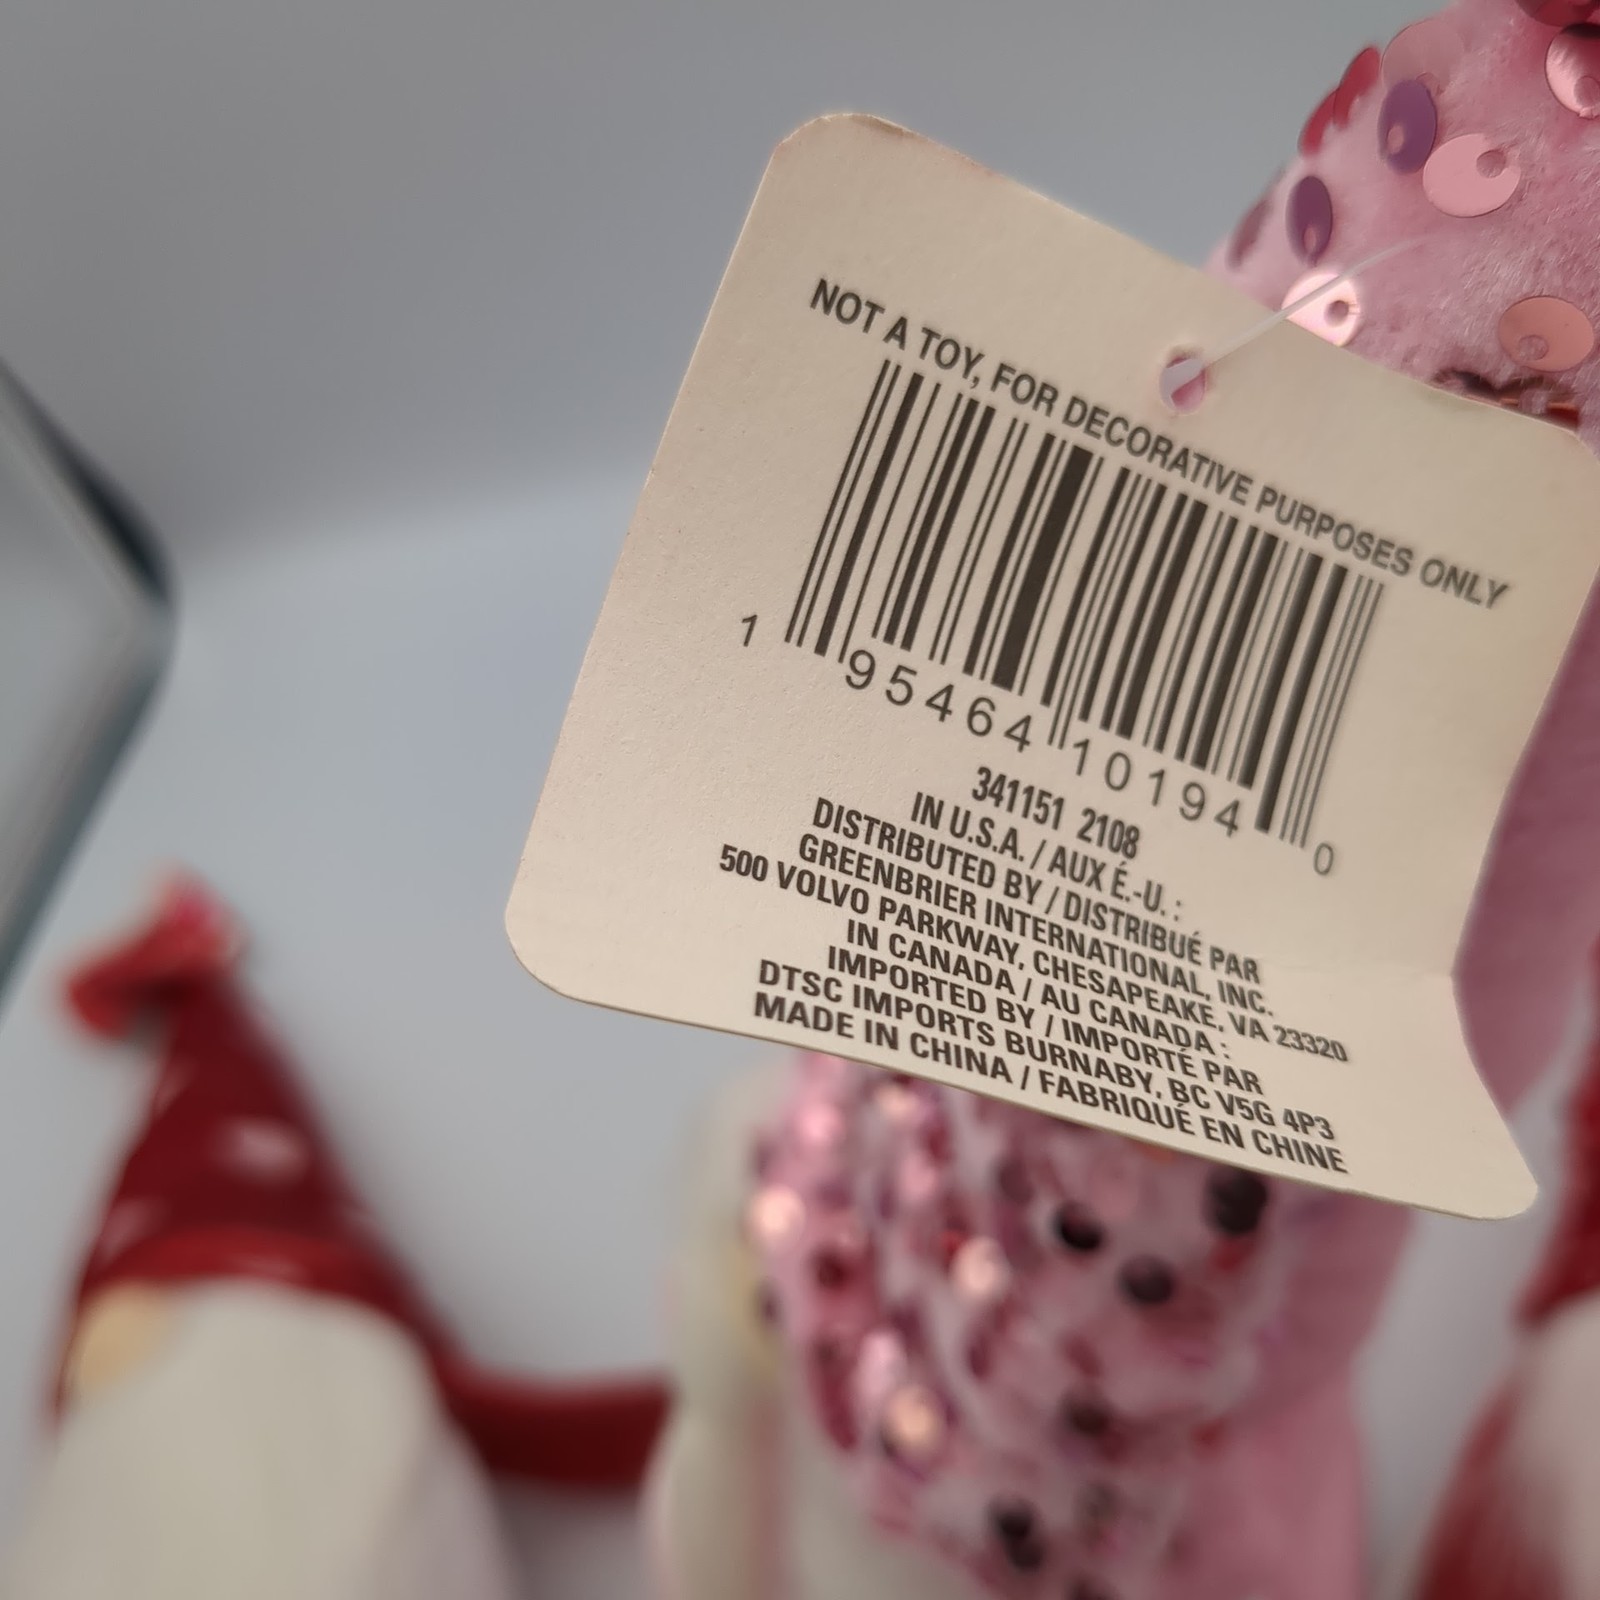 NOT A TOY, FOR DECORATIVE PURPOSES ONLY
1 95464 10194 0
341151 2108
IN U.S.A. / AUX É.-U. :
DISTRIBUTED BY / DISTRIBUÉ PAR
GREENBRIER INTERNATIONAL, INC.
500 VOLVO PARKWAY, CHESAPEAKE, VA 23320
IN CANADA / AU CANADA :
IMPORTED BY / IMPORTÉ PAR
DTSC IMPORTS BURNABY, BC V5G 4P3
MADE IN CHINA / FABRIQUÉ EN CHINE